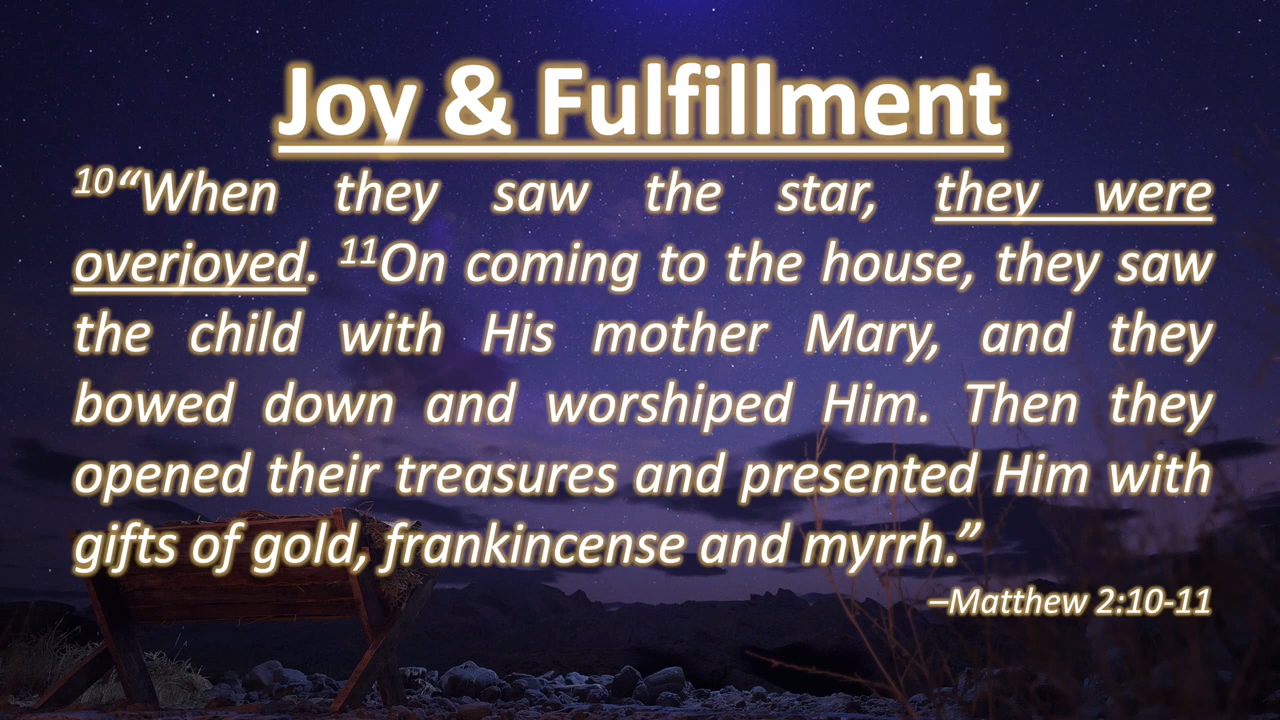 Joy & Fulfillment
¹⁰“When they saw the star, they were
overjoyed. ¹¹On coming to the house, they saw
the child with His mother Mary, and they
bowed down and worshiped Him. Then they
opened their treasures and presented Him with
gifts of gold, frankincense and myrrh.”
–Matthew 2:10-11